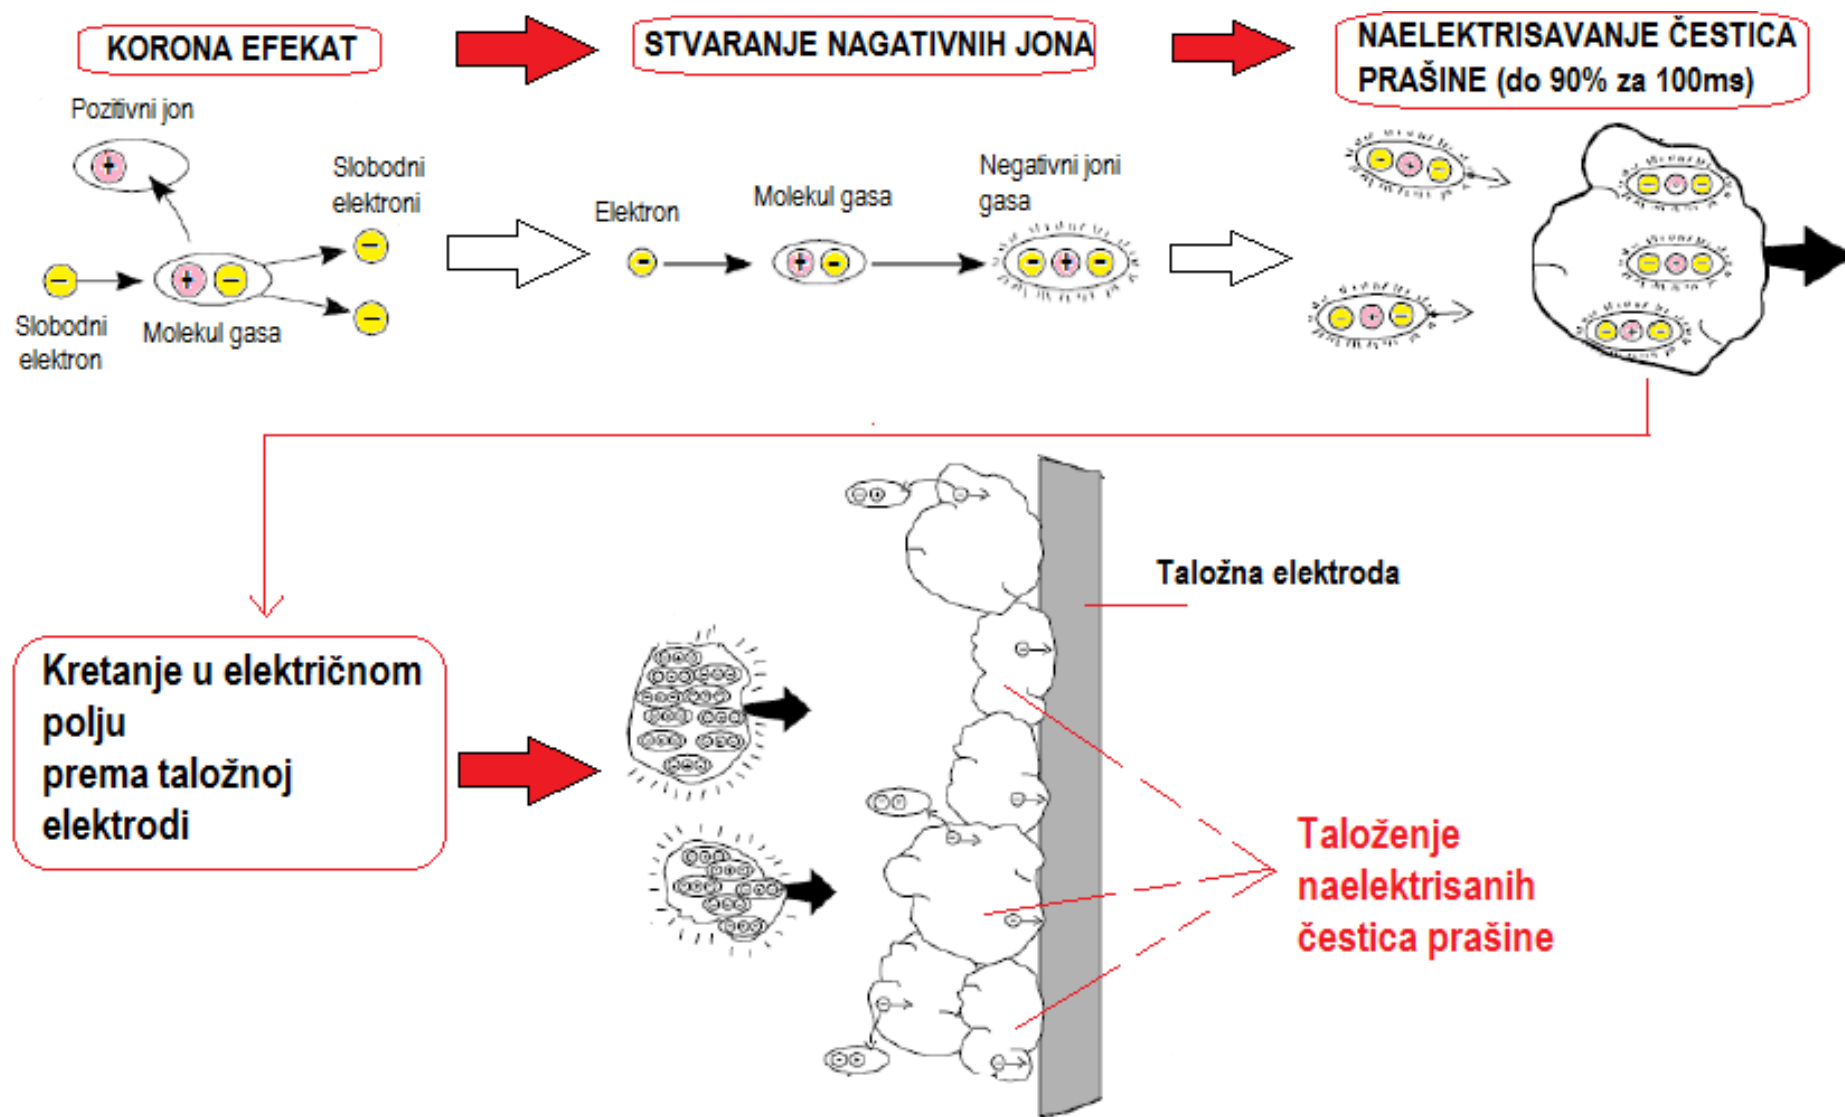 KORONA EFEKAT
STVARANJE NAGATIVNIH JONA
NAELEKTRISAVANJE ČESTICA
PRAŠINE (do 90% za 100ms)
Pozitivni jon
Slobodni
elektroni
Slobodni
elektron
Molekul gasa
Elektron
Molekul gasa
Negativni joni
gasa
Kretanje u električnom
polju
prema taložnoj
elektrodi
Taložna elektroda
Taloženje
naelektrisanih
čestica prašine